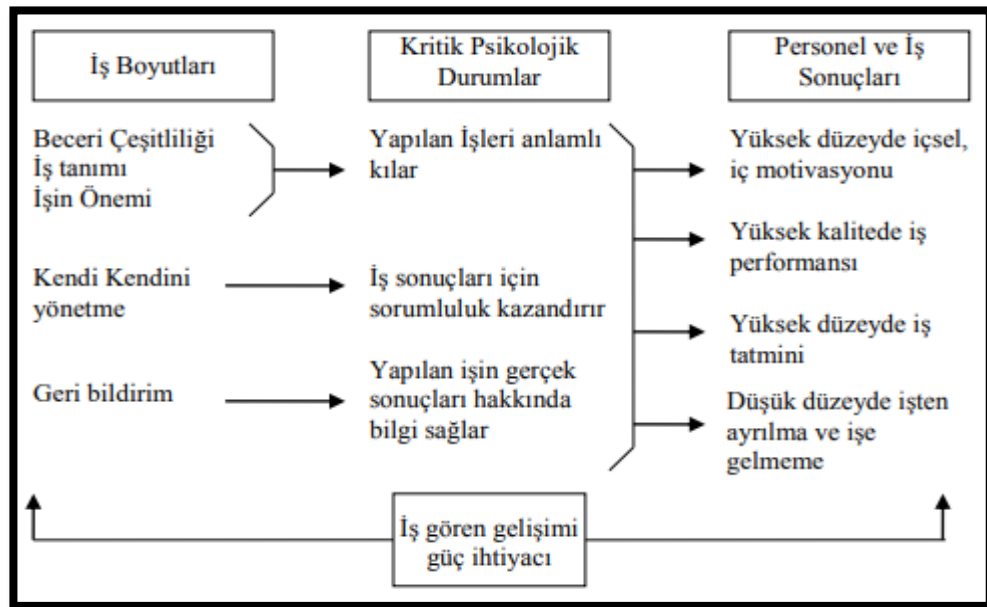 İş Boyutları
Kritik Psikolojik
Durumlar
Personel ve İş
Sonuçları
Beceri Çeşitliliği
İş tanımı
İşin Önemi
Yapılan İşleri anlamlı
kılar
Yüksek düzeyde içsel,
iç motivasyonu
Yüksek kalitede iş
performansı
Kendi Kendini
yönetme
İş sonuçları için
sorumluluk kazandırır
Yüksek düzeyde iş
tatmini
Geri bildirim
Yapılan işin gerçek
sonuçları hakkında
bilgi sağlar
Düşük düzeyde işten
ayrılma ve işe
gelmeme
İş gören gelişimi
güç ihtiyacı